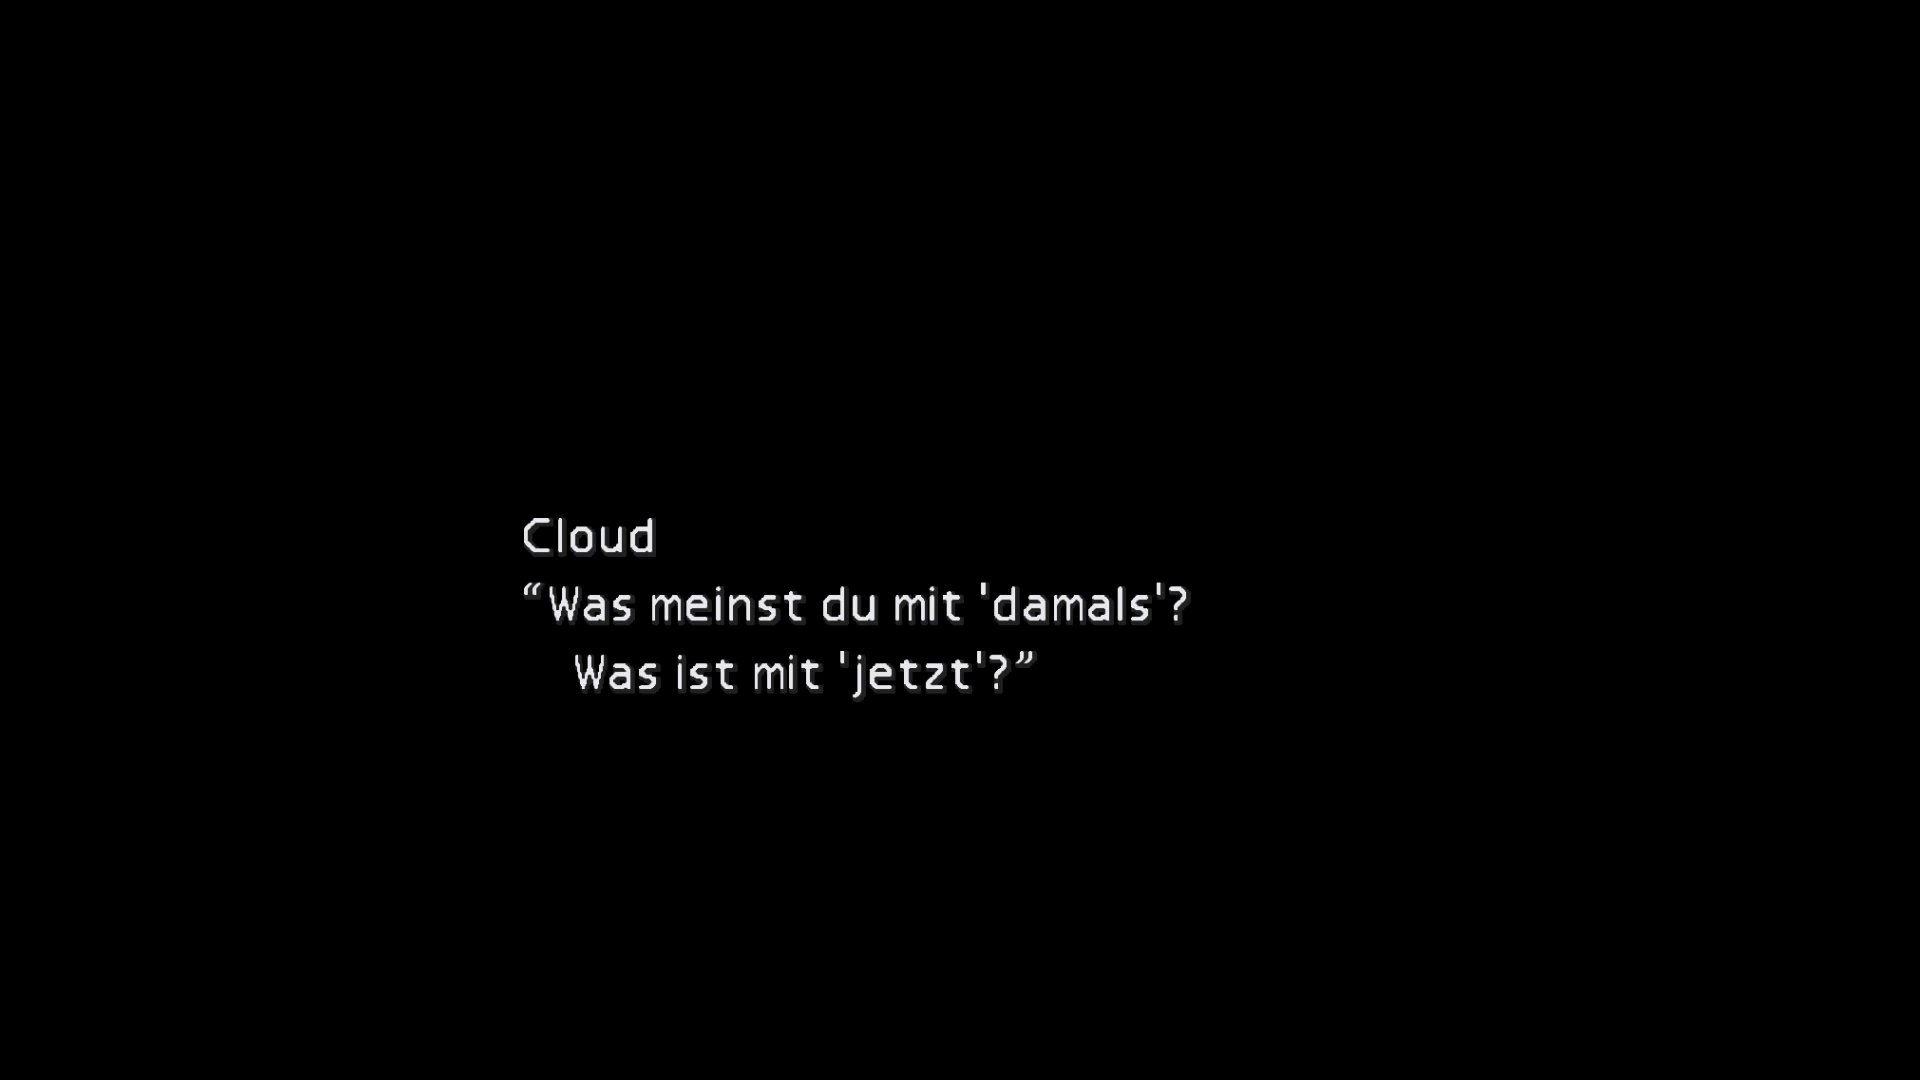 Cloud
“Was meinst du mit 'damals'?
Was ist mit 'jetzt'?”